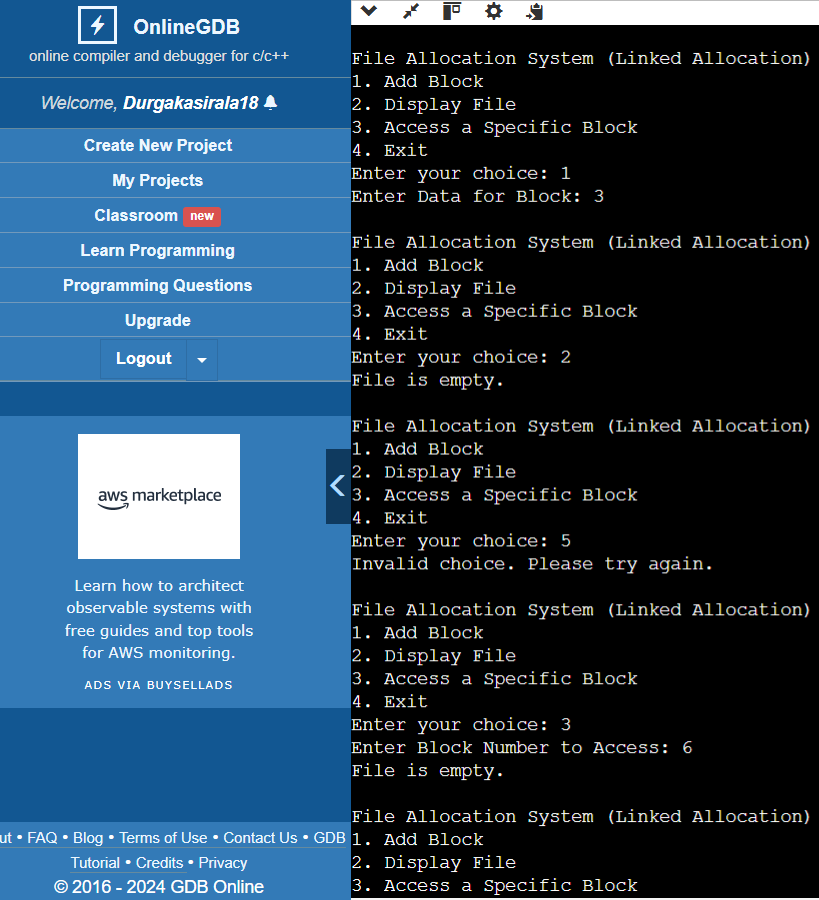 OnlineGDB
online compiler and debugger for c/c++
Welcome, Durgakasirala18
Create New Project
My Projects
Classroom new
Learn Programming
Programming Questions
Upgrade
Logout
aws marketplace
Learn how to architect
observable systems with
free guides and top tools
for AWS monitoring.
ADS VIA BUYSELLADS
ut • FAQ • Blog • Terms of Use • Contact Us • GDB
Tutorial • Credits • Privacy
© 2016 - 2024 GDB Online
File Allocation System (Linked Allocation)
1. Add Block
2. Display File
3. Access a Specific Block
4. Exit
Enter your choice: 1
Enter Data for Block: 3
File Allocation System (Linked Allocation)
1. Add Block
2. Display File
3. Access a Specific Block
4. Exit
Enter your choice: 2
File is empty.
File Allocation System (Linked Allocation)
1. Add Block
2. Display File
3. Access a Specific Block
4. Exit
Enter your choice: 5
Invalid choice. Please try again.
File Allocation System (Linked Allocation)
1. Add Block
2. Display File
3. Access a Specific Block
4. Exit
Enter your choice: 3
Enter Block Number to Access: 6
File is empty.
File Allocation System (Linked Allocation)
1. Add Block
2. Display File
3. Access a Specific Block